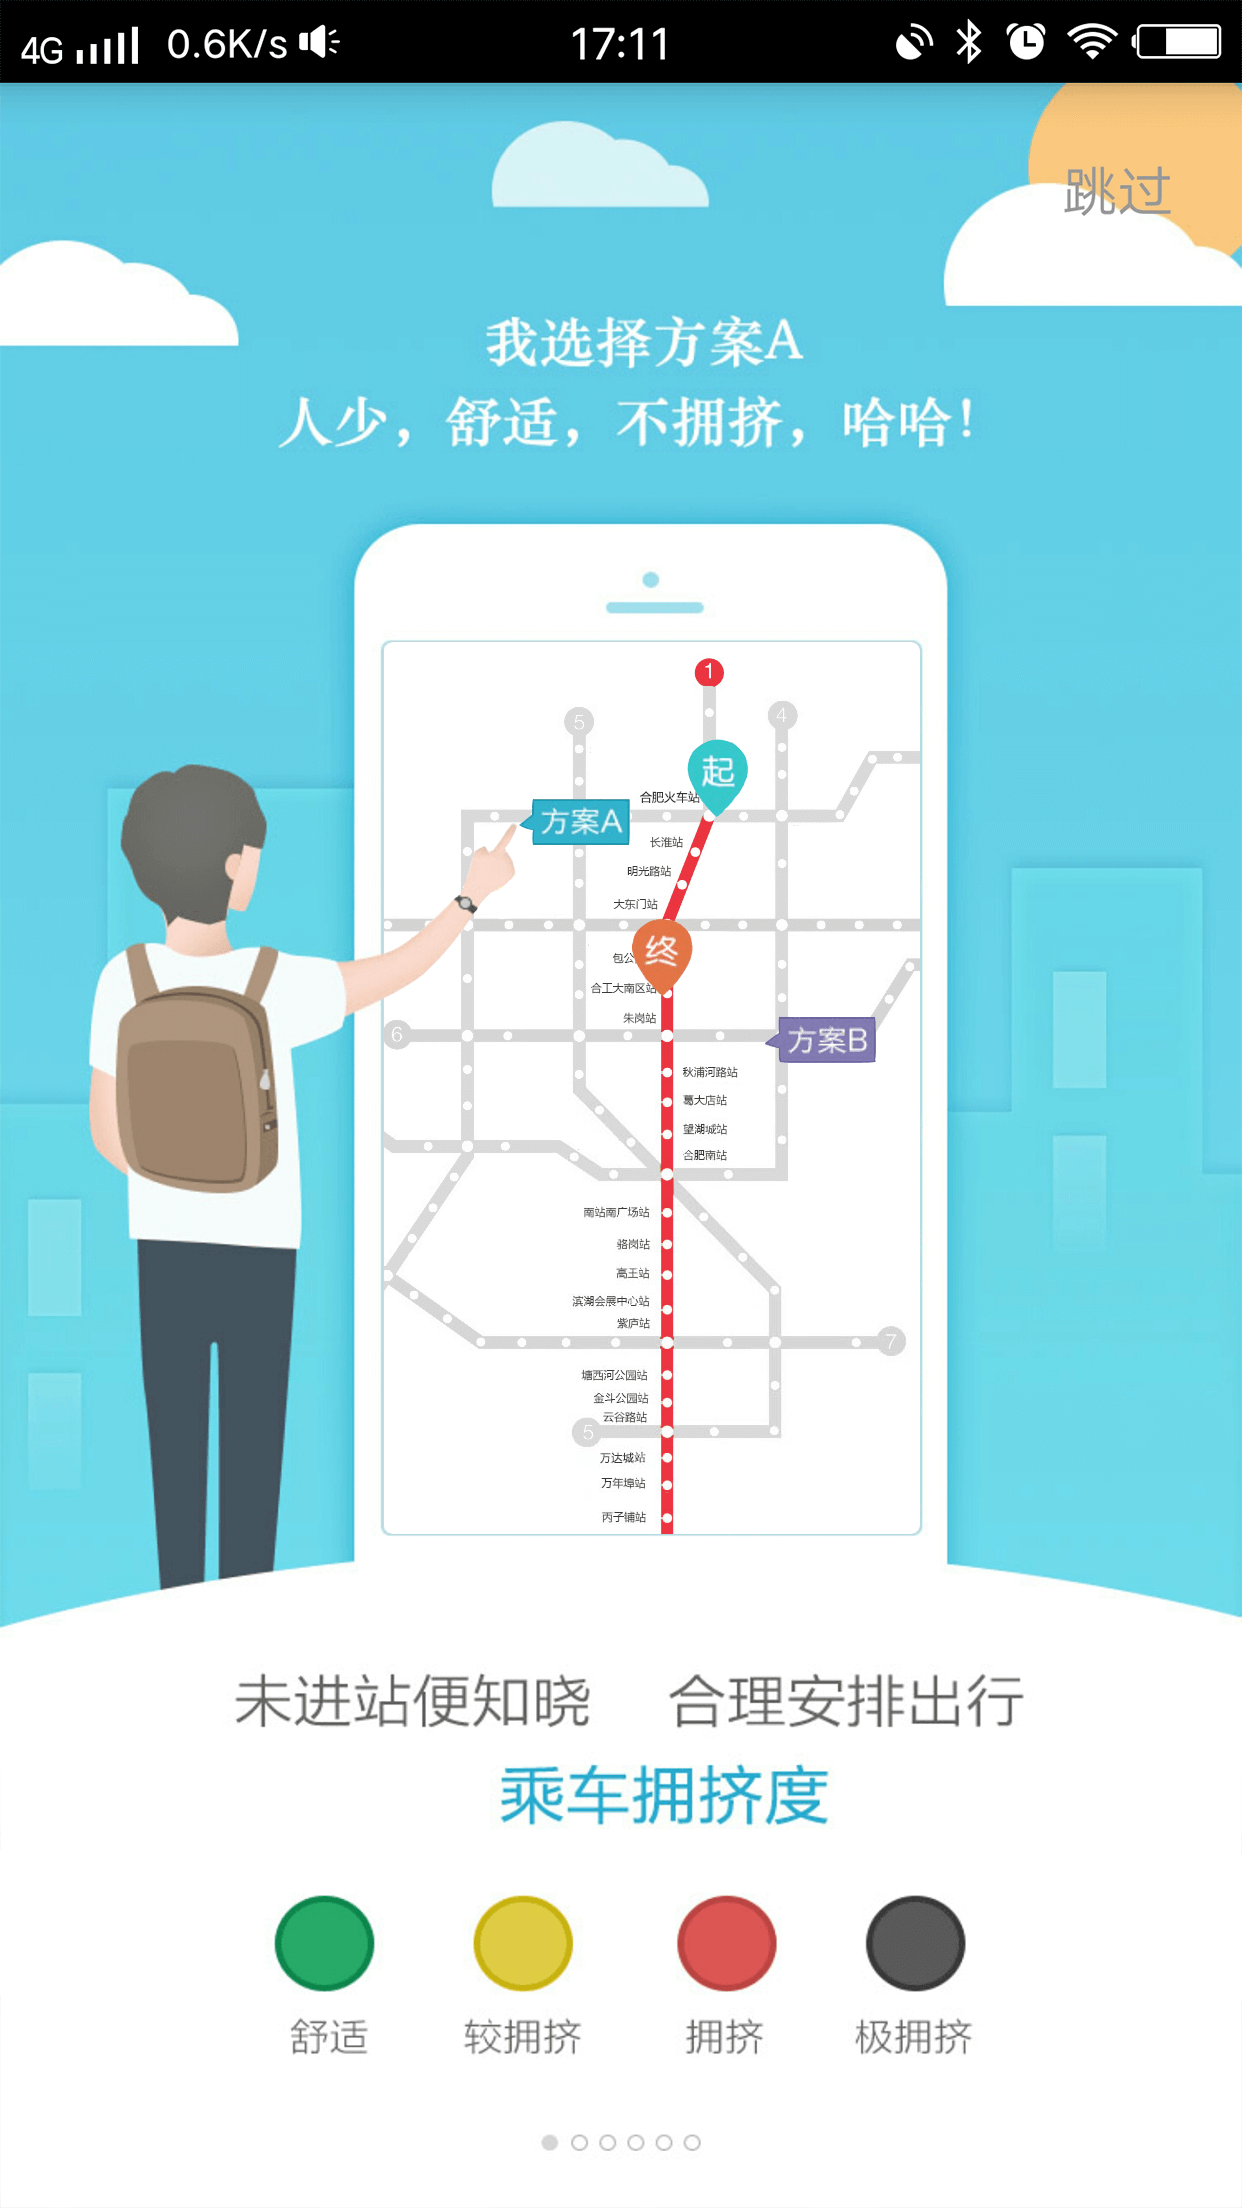 4G 0.6K/s 17:11
跳过
我选择方案A
人少，舒适，不拥挤，哈哈！
1
5
4
起
合肥火车站
方案A
长淮站
明光路站
大东门站
终
包公
合工大南区站
朱岗站
6
方案B
秋浦河路站
葛大店站
望湖城站
合肥南站
南站南广场站
骆岗站
高王站
滨湖会展中心站
紫庐站
7
塘西河公园站
金斗公园站
云谷路站
5
万达城站
万年埠站
丙子铺站
未进站便知晓 合理安排出行
乘车拥挤度
舒适 较拥挤 拥挤 极拥挤